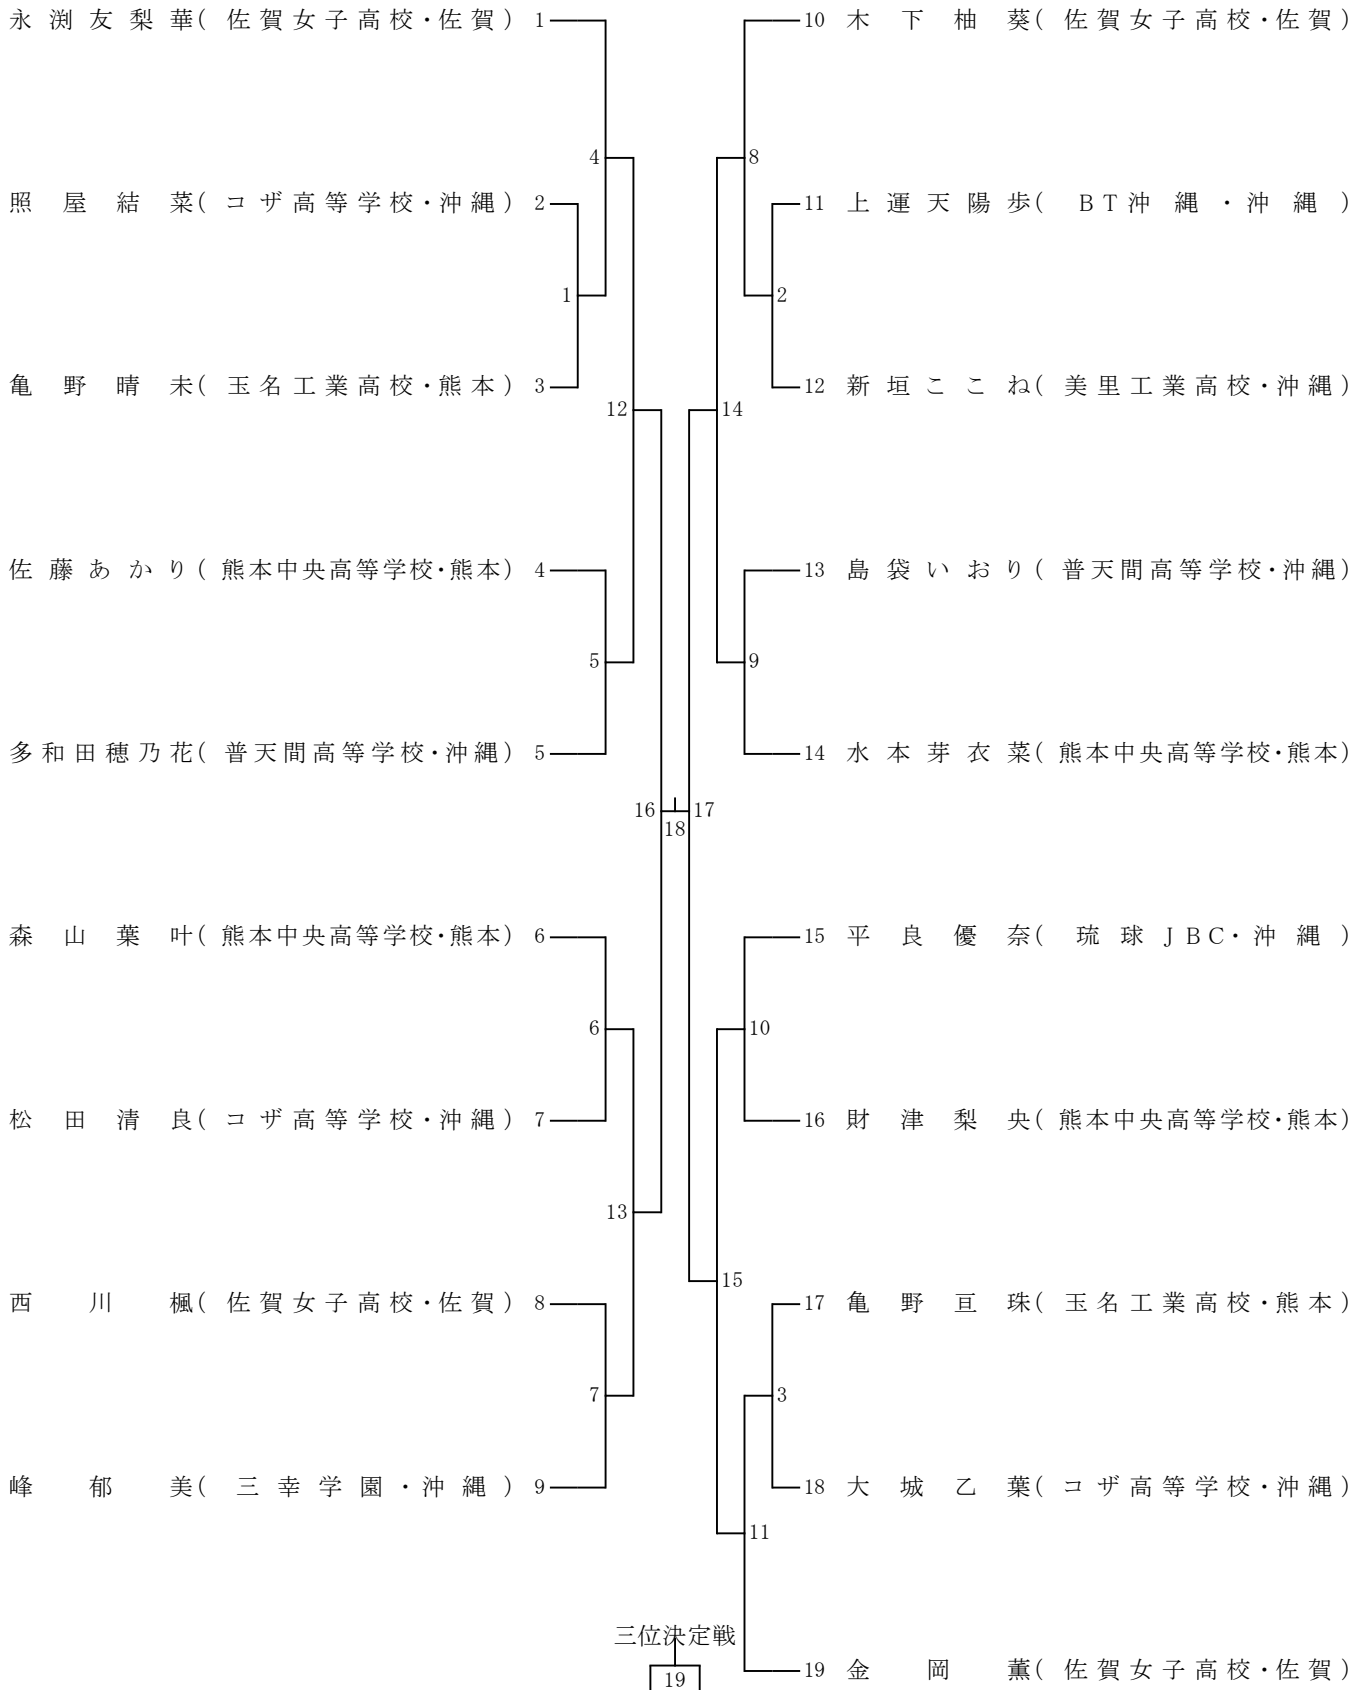 永渕友梨華(佐賀女子高校・佐賀) 1
10 木下柚葵(佐賀女子高校・佐賀)
4
8
照屋結菜(コザ高等学校・沖縄) 2
11 上運天陽歩(BT沖縄・沖縄)
1
2
亀野晴未(玉名工業高校・熊本) 3
12 新垣ここね(美里工業高校・沖縄)
12
14
佐藤あかり(熊本中央高等学校・熊本) 4
13 島袋いおり(普天間高等学校・沖縄)
5
9
多和田穂乃花(普天間高等学校・沖縄) 5
14 水本芽衣菜(熊本中央高等学校・熊本)
16
17
18
森山葉叶(熊本中央高等学校・熊本) 6
15 平良優奈(琉球JBC・沖縄)
6
10
松田清良(コザ高等学校・沖縄) 7
16 財津梨央(熊本中央高等学校・熊本)
13
15
西川楓(佐賀女子高校・佐賀) 8
17 亀野亘珠(玉名工業高校・熊本)
7
3
峰郁美(三幸学園・沖縄) 9
18 大城乙葉(コザ高等学校・沖縄)
11
三位決定戦
19
19 金岡薫(佐賀女子高校・佐賀)